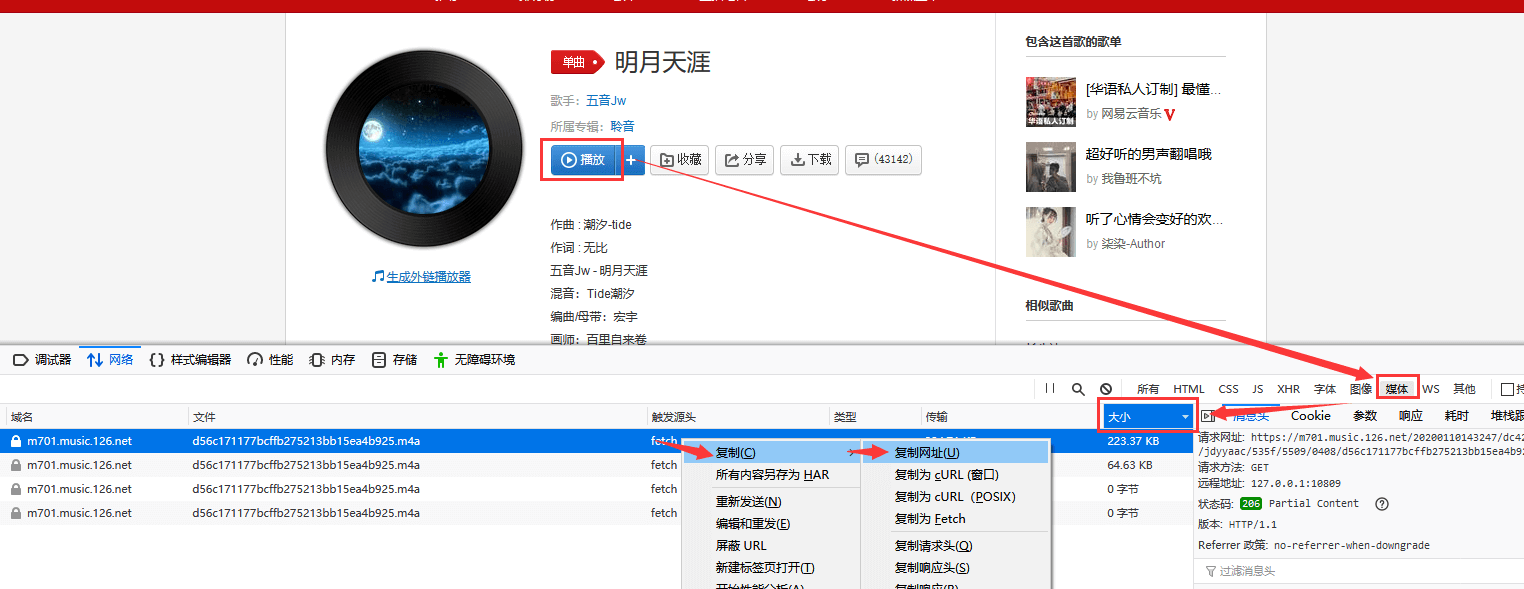 单曲 明月天涯
歌手：五音Jw
所属专辑：聆音
播放 + 收藏 分享 下载 (43142)
作曲 : 潮汐-tide
作词 : 无比
五音Jw - 明月天涯
混音：Tide潮汐
编曲/母带：宏宇
画师：百里自来卷
生成外链播放器
包含这首歌的歌单
[华语私人订制] 最懂...
by 网易云音乐
超好听的男声翻唱哦
by 我鲁班不坑
听了心情会变好的欢...
by 柒染-Author
相似歌曲
调试器 网络 样式编辑器 性能 内存 存储 无障碍环境
所有 HTML CSS JS XHR 字体 图像 媒体 WS 其他
域名 文件 触发源头 类型 传输 大小
m701.music.126.net d56c171177bcffb275213bb15ea4b925.m4a fetch 223.37 KB
m701.music.126.net d56c171177bcffb275213bb15ea4b925.m4a fetch 64.63 KB
m701.music.126.net d56c171177bcffb275213bb15ea4b925.m4a fetch 0 字节
m701.music.126.net d56c171177bcffb275213bb15ea4b925.m4a fetch 0 字节
复制(C)
所有内容另存为 HAR
重新发送(N)
编辑和重发(E)
屏蔽 URL
新建标签页打开(T)
开始性能分析(A)
复制网址(U)
复制为 cURL (窗口)
复制为 cURL（POSIX）
复制为 Fetch
复制请求头(Q)
复制响应头(S)
复制响应(R)
消息头 Cookie 参数 响应 耗时 堆栈跟
请求网址: https://m701.music.126.net/20200110143247/dc42
/jdyyaac/535f/5509/0408/d56c171177bcffb275213bb15ea4b92
请求方法: GET
远程地址: 127.0.0.1:10809
状态码: 206 Partial Content
版本: HTTP/1.1
Referrer 政策: no-referrer-when-downgrade
过滤消息头